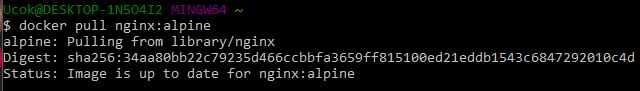 Ucok@DESKTOP-1N5O4I2 MINGW64 ~
$ docker pull nginx:alpine
alpine: Pulling from library/nginx
Digest: sha256:34aa80bb22c79235d466ccbbfa3659ff815100ed21eddb1543c6847292010c4d
Status: Image is up to date for nginx:alpine